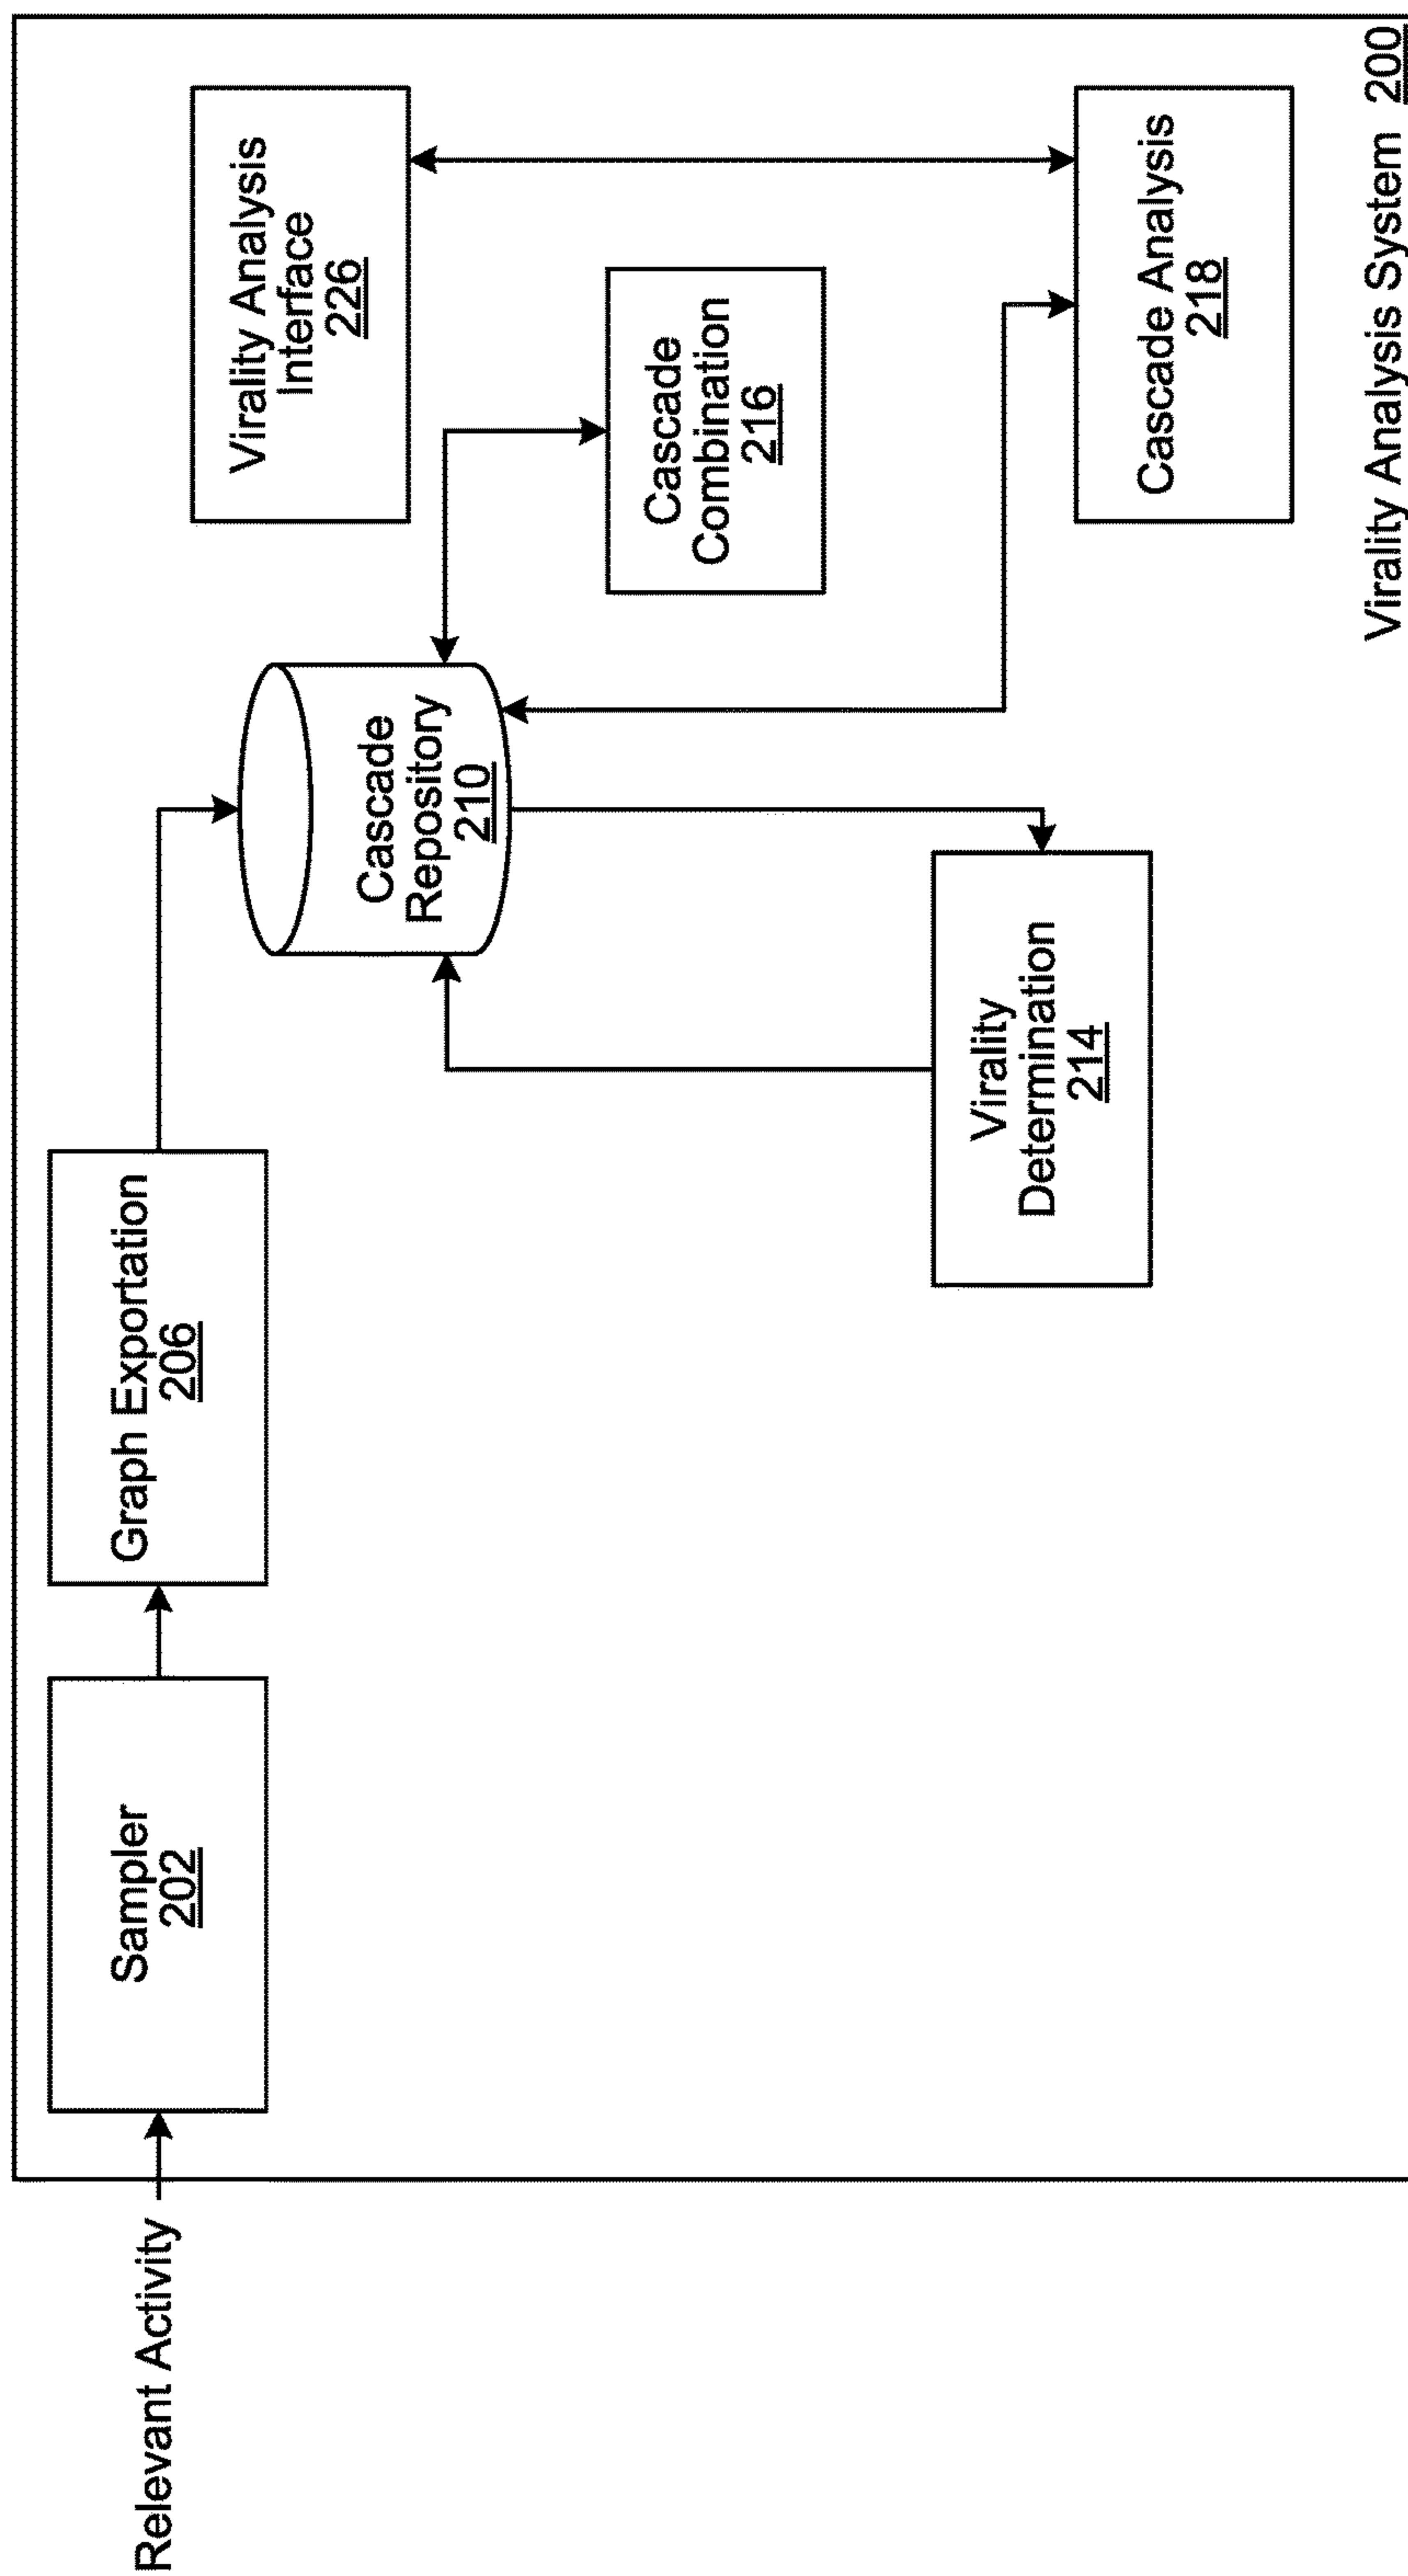 Relevant Activity
Sampler
202
Graph Exportation
206
Cascade
Repository
210
Virality Analysis
Interface
226
Cascade
Combination
216
Virality
Determination
214
Cascade Analysis
218
Virality Analysis System 200